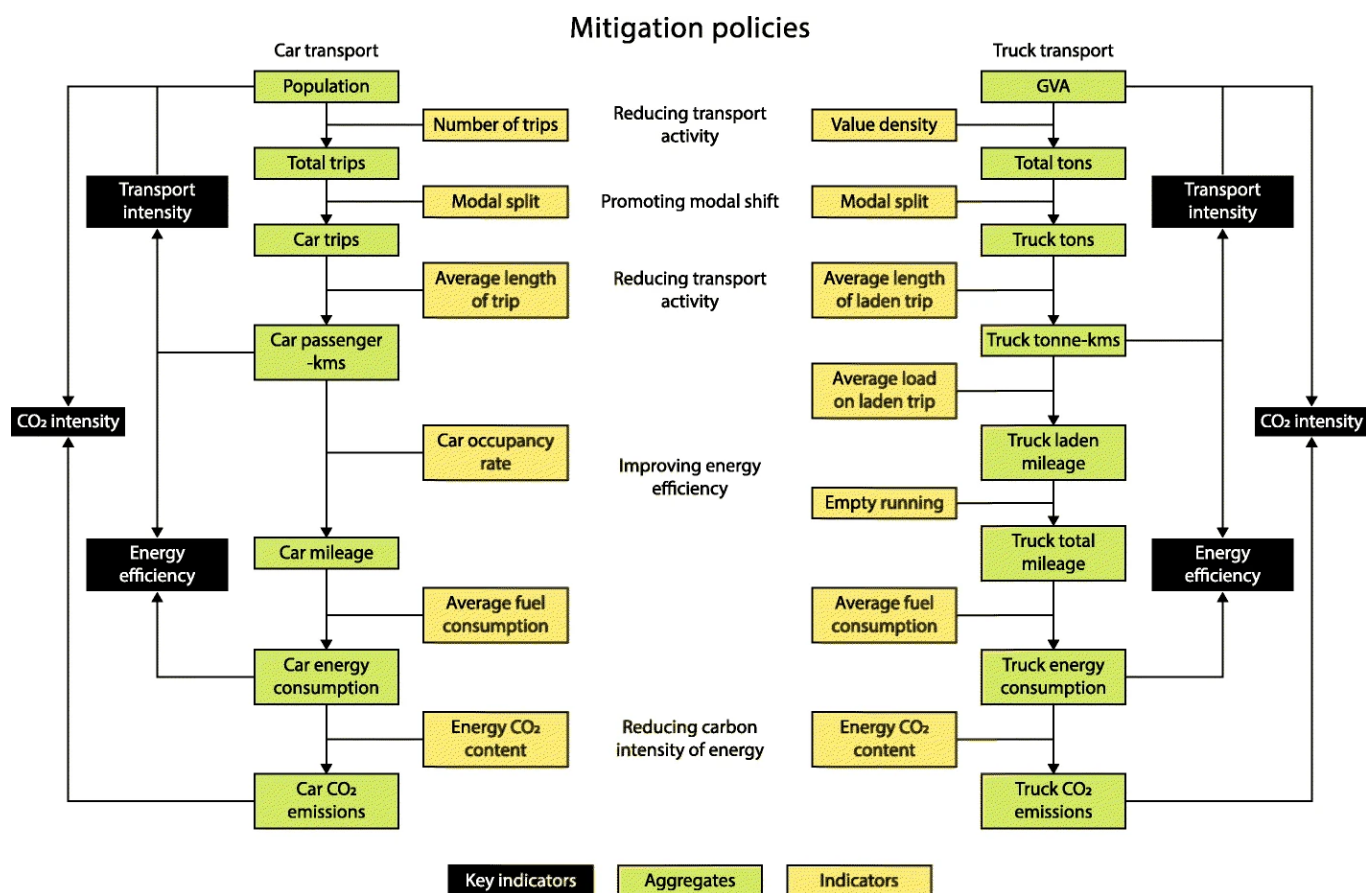 Mitigation policies
Car transport
Truck transport
Population
GVA
Number of trips
Reducing transport
activity
Value density
Total trips
Total tons
Transport
intensity
Modal split
Promoting modal shift
Modal split
Transport
intensity
Car trips
Truck tons
Average length
of trip
Reducing transport
activity
Average length
of laden trip
Car passenger
-kms
Truck tonne-kms
Average load
on laden trip
CO₂ intensity
CO₂ intensity
Car occupancy
rate
Truck laden
mileage
Improving energy
efficiency
Empty running
Energy
efficiency
Car mileage
Truck total
mileage
Energy
efficiency
Average fuel
consumption
Average fuel
consumption
Car energy
consumption
Truck energy
consumption
Energy CO₂
content
Reducing carbon
intensity of energy
Energy CO₂
content
Car CO₂
emissions
Truck CO₂
emissions
Key indicators
Aggregates
Indicators